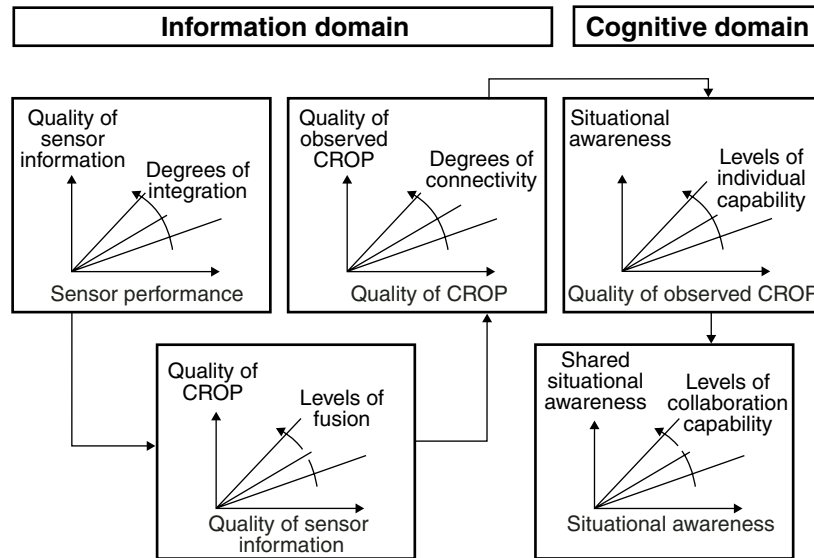 Information domain
Cognitive domain
Quality of
sensor
information
Degrees of
integration
Sensor performance
Quality of
observed
CROP
Degrees of
connectivity
Quality of CROP
Situational
awareness
Levels of
individual
capability
Quality of observed CROP
Quality of
CROP
Levels of
fusion
Quality of sensor
information
Shared
situational
awareness
Levels of
collaboration
capability
Situational awareness